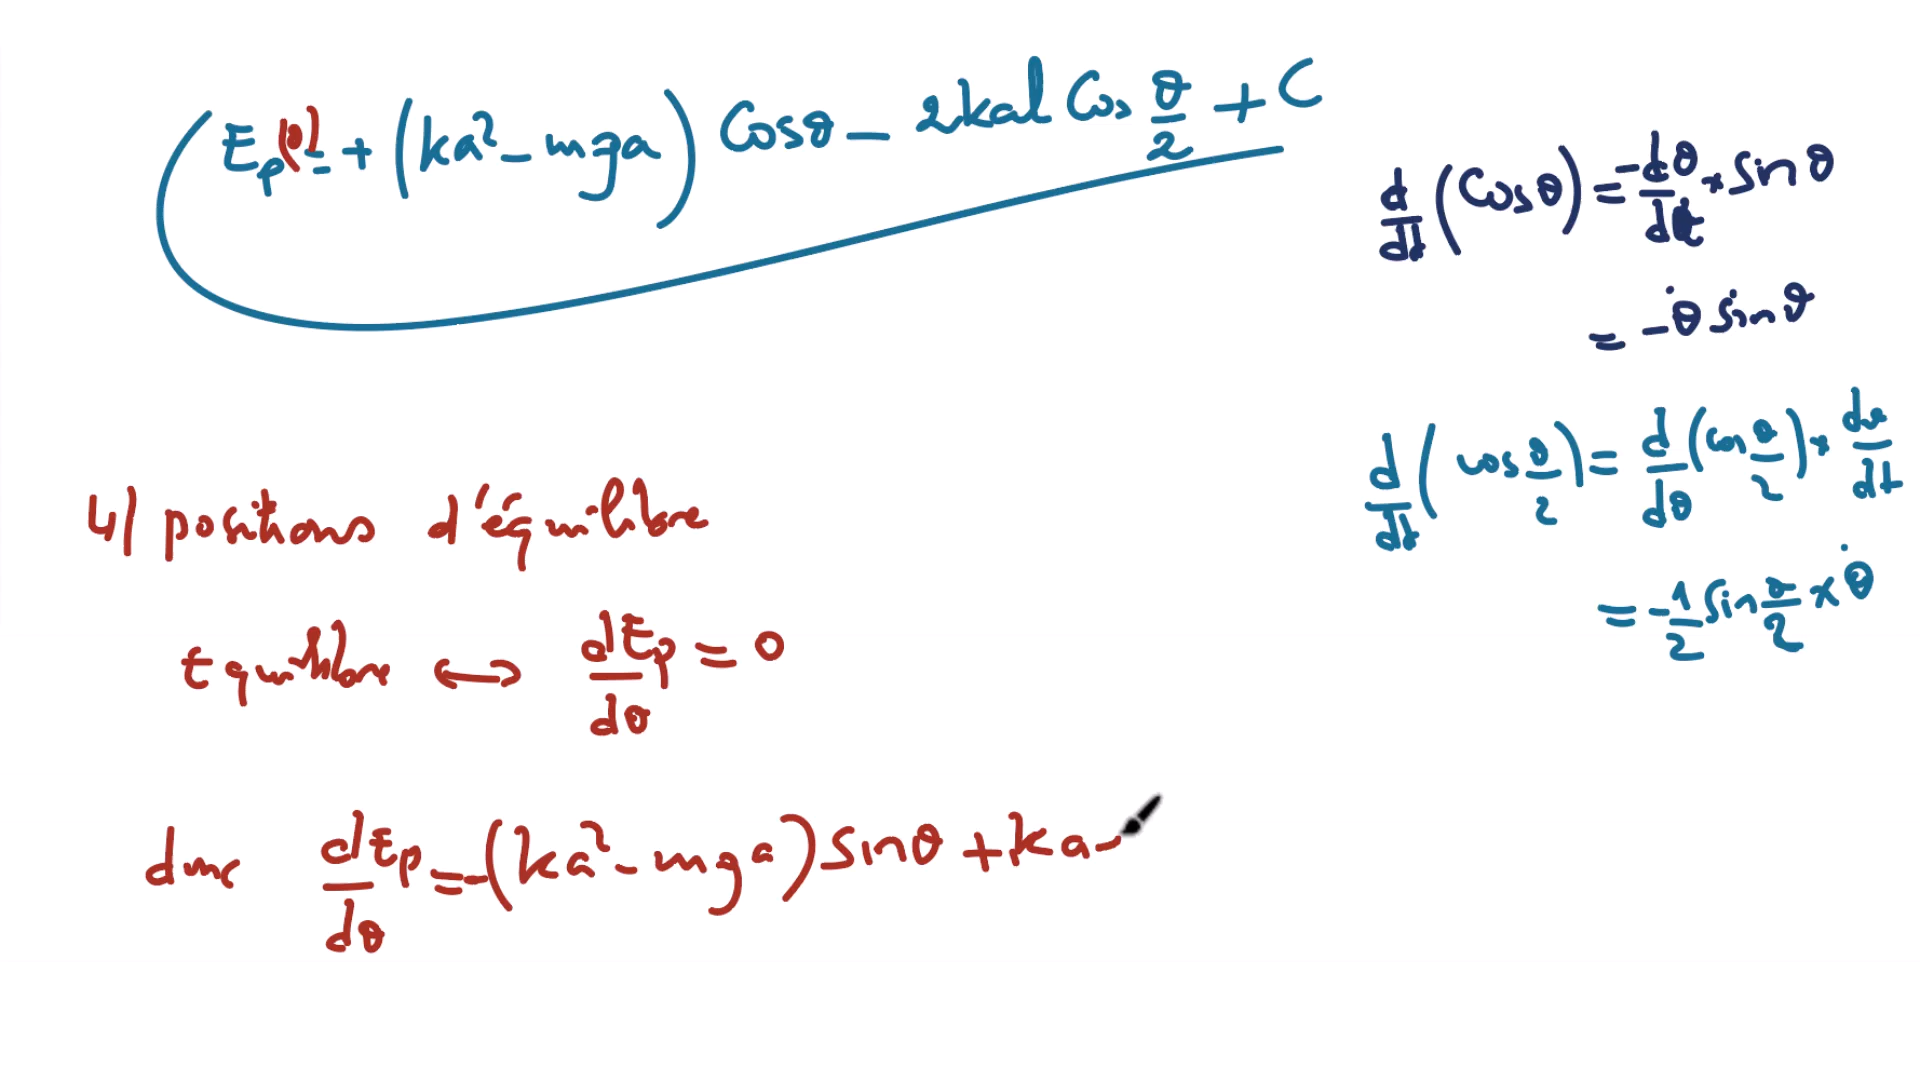 Ep(θ) = + (ka² - mga) Cosθ - 2kal Cos θ/2 + C
d/dt (Cosθ) = -dθ/dt × sinθ
= -θ̇ sinθ
d/dt (cos θ/2) = d/dθ (cos θ/2) × dθ/dt
= -1/2 sin θ/2 × θ̇
4) positions d'équilibre
Equilibre ⟷ dEp/dθ = 0
donc dEp/dθ = -(ka² - mga) sinθ + ka